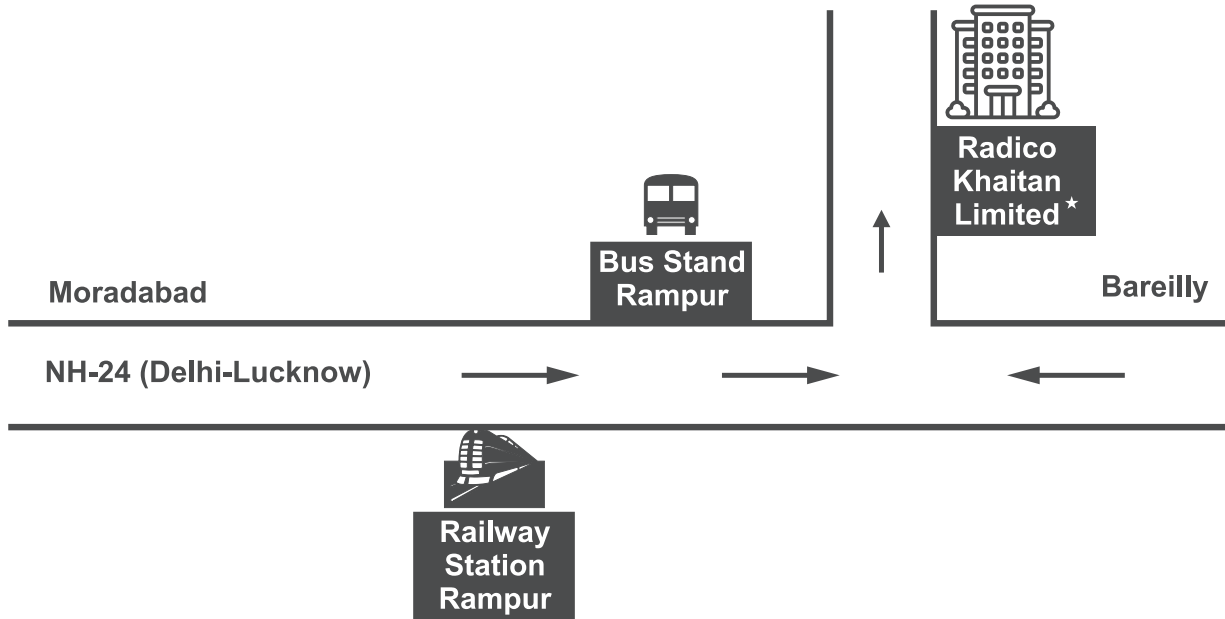 Radico
Khaitan
Limited ★
Bus Stand
Rampur
Moradabad
Bareilly
NH-24 (Delhi-Lucknow)
Railway
Station
Rampur